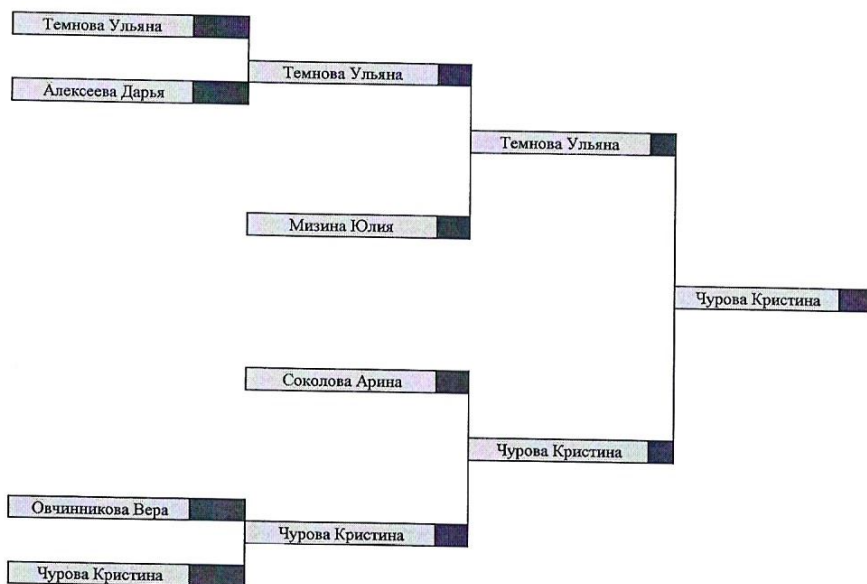 Темнова Ульяна
Алексеева Дарья
Темнова Ульяна
Темнова Ульяна
Мизина Юлия
Чурова Кристина
Соколова Арина
Чурова Кристина
Овчинникова Вера
Чурова Кристина
Чурова Кристина